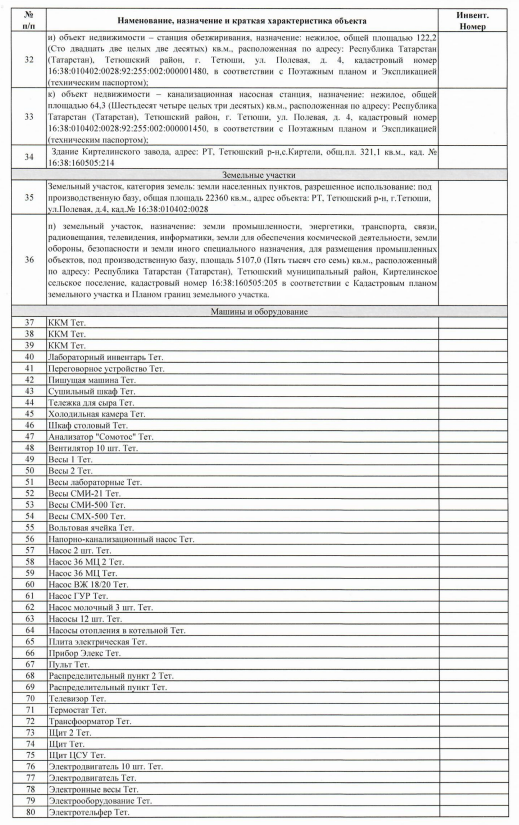 №
п/п
Наименование, назначение и краткая характеристика объекта
Инвент.
Номер
32
и) объект недвижимости – станция обезжиривания, назначение: нежилое, общей площадью 122,2
(Сто двадцать две целых две десятых) кв.м., расположенная по адресу: Республика Татарстан
(Татарстан), Тетюшский район, г. Тетюши, ул. Полевая, д. 4, кадастровый номер
16:38:010402:0028:92:255:002:000001480, в соответствии с Поэтажным планом и Экспликацией
(техническим паспортом);
33
к) объект недвижимости – канализационная насосная станция, назначение: нежилое, общей
площадью 64,3 (Шестьдесят четыре целых три десятых) кв.м., расположенная по адресу: Республика
Татарстан (Татарстан), Тетюшский район, г. Тетюши, ул. Полевая, д. 4, кадастровый номер
16:38:010402:0028:92:255:002:000001450, в соответствии с Поэтажным планом и Экспликацией
(техническим паспортом);
34
Здание Киртелинского завода, адрес: РТ, Тетюшский р-н,с.Киртели, общ.пл. 321,1 кв.м., кад. №
16:38:160505:214
Земельные участки
35
Земельный участок, категория земель: земли населенных пунктов, разрешенное использование: под
производственную базу, общая площадь 22360 кв.м., адрес объекта: РТ, Тетюшский р-н, г.Тетюши,
ул.Полевая, д.4, кад.№ 16:38:010402:0028
36
п) земельный участок, назначение: земли промышленности, энергетики, транспорта, связи,
радиовещания, телевидения, информатики, земли для обеспечения космической деятельности, земли
обороны, безопасности и земли иного специального назначения, для размещения промышленных
объектов, под производственную базу, площадь 5107,0 (Пять тысяч сто семь) кв.м., расположенный
по адресу: Республика Татарстан (Татарстан), Тетюшский муниципальный район, Киртелинское
сельское поселение, кадастровый номер 16:38:160505:205 в соответствии с Кадастровым планом
земельного участка и Планом границ земельного участка.
Машины и оборудование
37 ККМ Тет.
38 ККМ Тет.
39 ККМ Тет.
40 Лабораторный инвентарь Тет.
41 Переговорное устройство Тет.
42 Пишущая машина Тет.
43 Сушильный шкаф Тет.
44 Тележка для сыра Тет.
45 Холодильная камера Тет.
46 Шкаф столовый Тет.
47 Анализатор "Сомотос" Тет.
48 Вентилятор 10 шт. Тет.
49 Весы 1 Тет.
50 Весы 2 Тет.
51 Весы лабораторные Тет.
52 Весы СМИ-21 Тет.
53 Весы СМИ-500 Тет.
54 Весы СМХ-500 Тет.
55 Вольтовая ячейка Тет.
56 Напорно-канализационный насос Тет.
57 Насос 2 шт. Тет.
58 Насос 36 МЦ 2 Тет.
59 Насос 36 МЦ Тет.
60 Насос ВЖ 18/20 Тет.
61 Насос ГУР Тет.
62 Насос молочный 3 шт. Тет.
63 Насосы 12 шт. Тет.
64 Насосы отопления в котельной Тет.
65 Плита электрическая Тет.
66 Прибор Элекс Тет.
67 Пульт Тет.
68 Распределительный пункт 2 Тет.
69 Распределительный пункт Тет.
70 Телевизор Тет.
71 Термостат Тет.
72 Трансфоорматор Тет.
73 Щит 2 Тет.
74 Щит Тет.
75 Щит ЦСУ Тет.
76 Электродвигатель 10 шт. Тет.
77 Электродвигатель Тет.
78 Электронные весы Тет.
79 Электрооборудование Тет.
80 Электротельфер Тет.